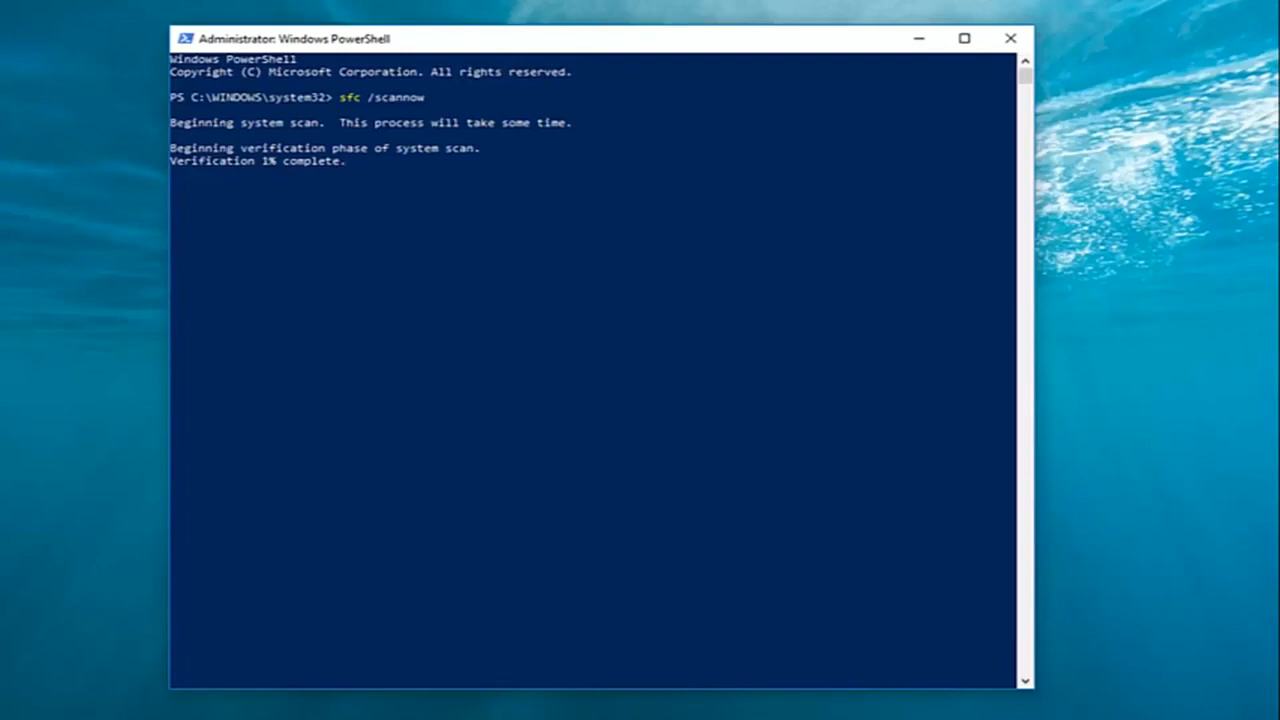 Administrator: Windows PowerShell
Windows PowerShell
Copyright (C) Microsoft Corporation. All rights reserved.
PS C:\WINDOWS\system32> sfc /scannow
Beginning system scan.  This process will take some time.
Beginning verification phase of system scan.
Verification 1% complete.